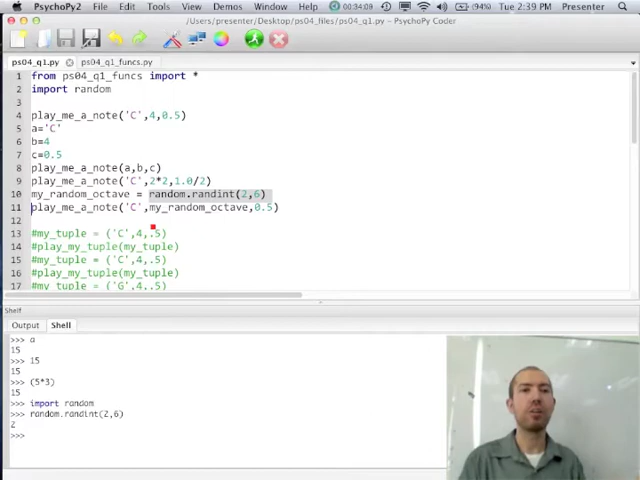 PsychoPy2 File Edit Tools View Demos 00:34:09 (94%) Tue 2:39 PM Presenter
/Users/presenter/Desktop/ps04_files/ps04_q1.py - PsychoPy Coder
ps04_q1.py ps04_q1_funcs.py
1 from ps04_q1_funcs import *
2 import random
3
4 play_me_a_note('C',4,0.5)
5 a='C'
6 b=4
7 c=0.5
8 play_me_a_note(a,b,c)
9 play_me_a_note('C',2*2,1.0/2)
10 my_random_octave = random.randint(2,6)
11 play_me_a_note('C',my_random_octave,0.5)
12
13 #my_tuple = ('C',4,.5)
14 #play_my_tuple(my_tuple)
15 #my_tuple = ('C',4,.5)
16 #play_my_tuple(my_tuple)
17 #my_tuple = ('G',4,.5)
Shelf
Output Shell
>>> a
15
>>> 15
15
>>> (5*3)
15
>>> import random
>>> random.randint(2,6)
2
>>>